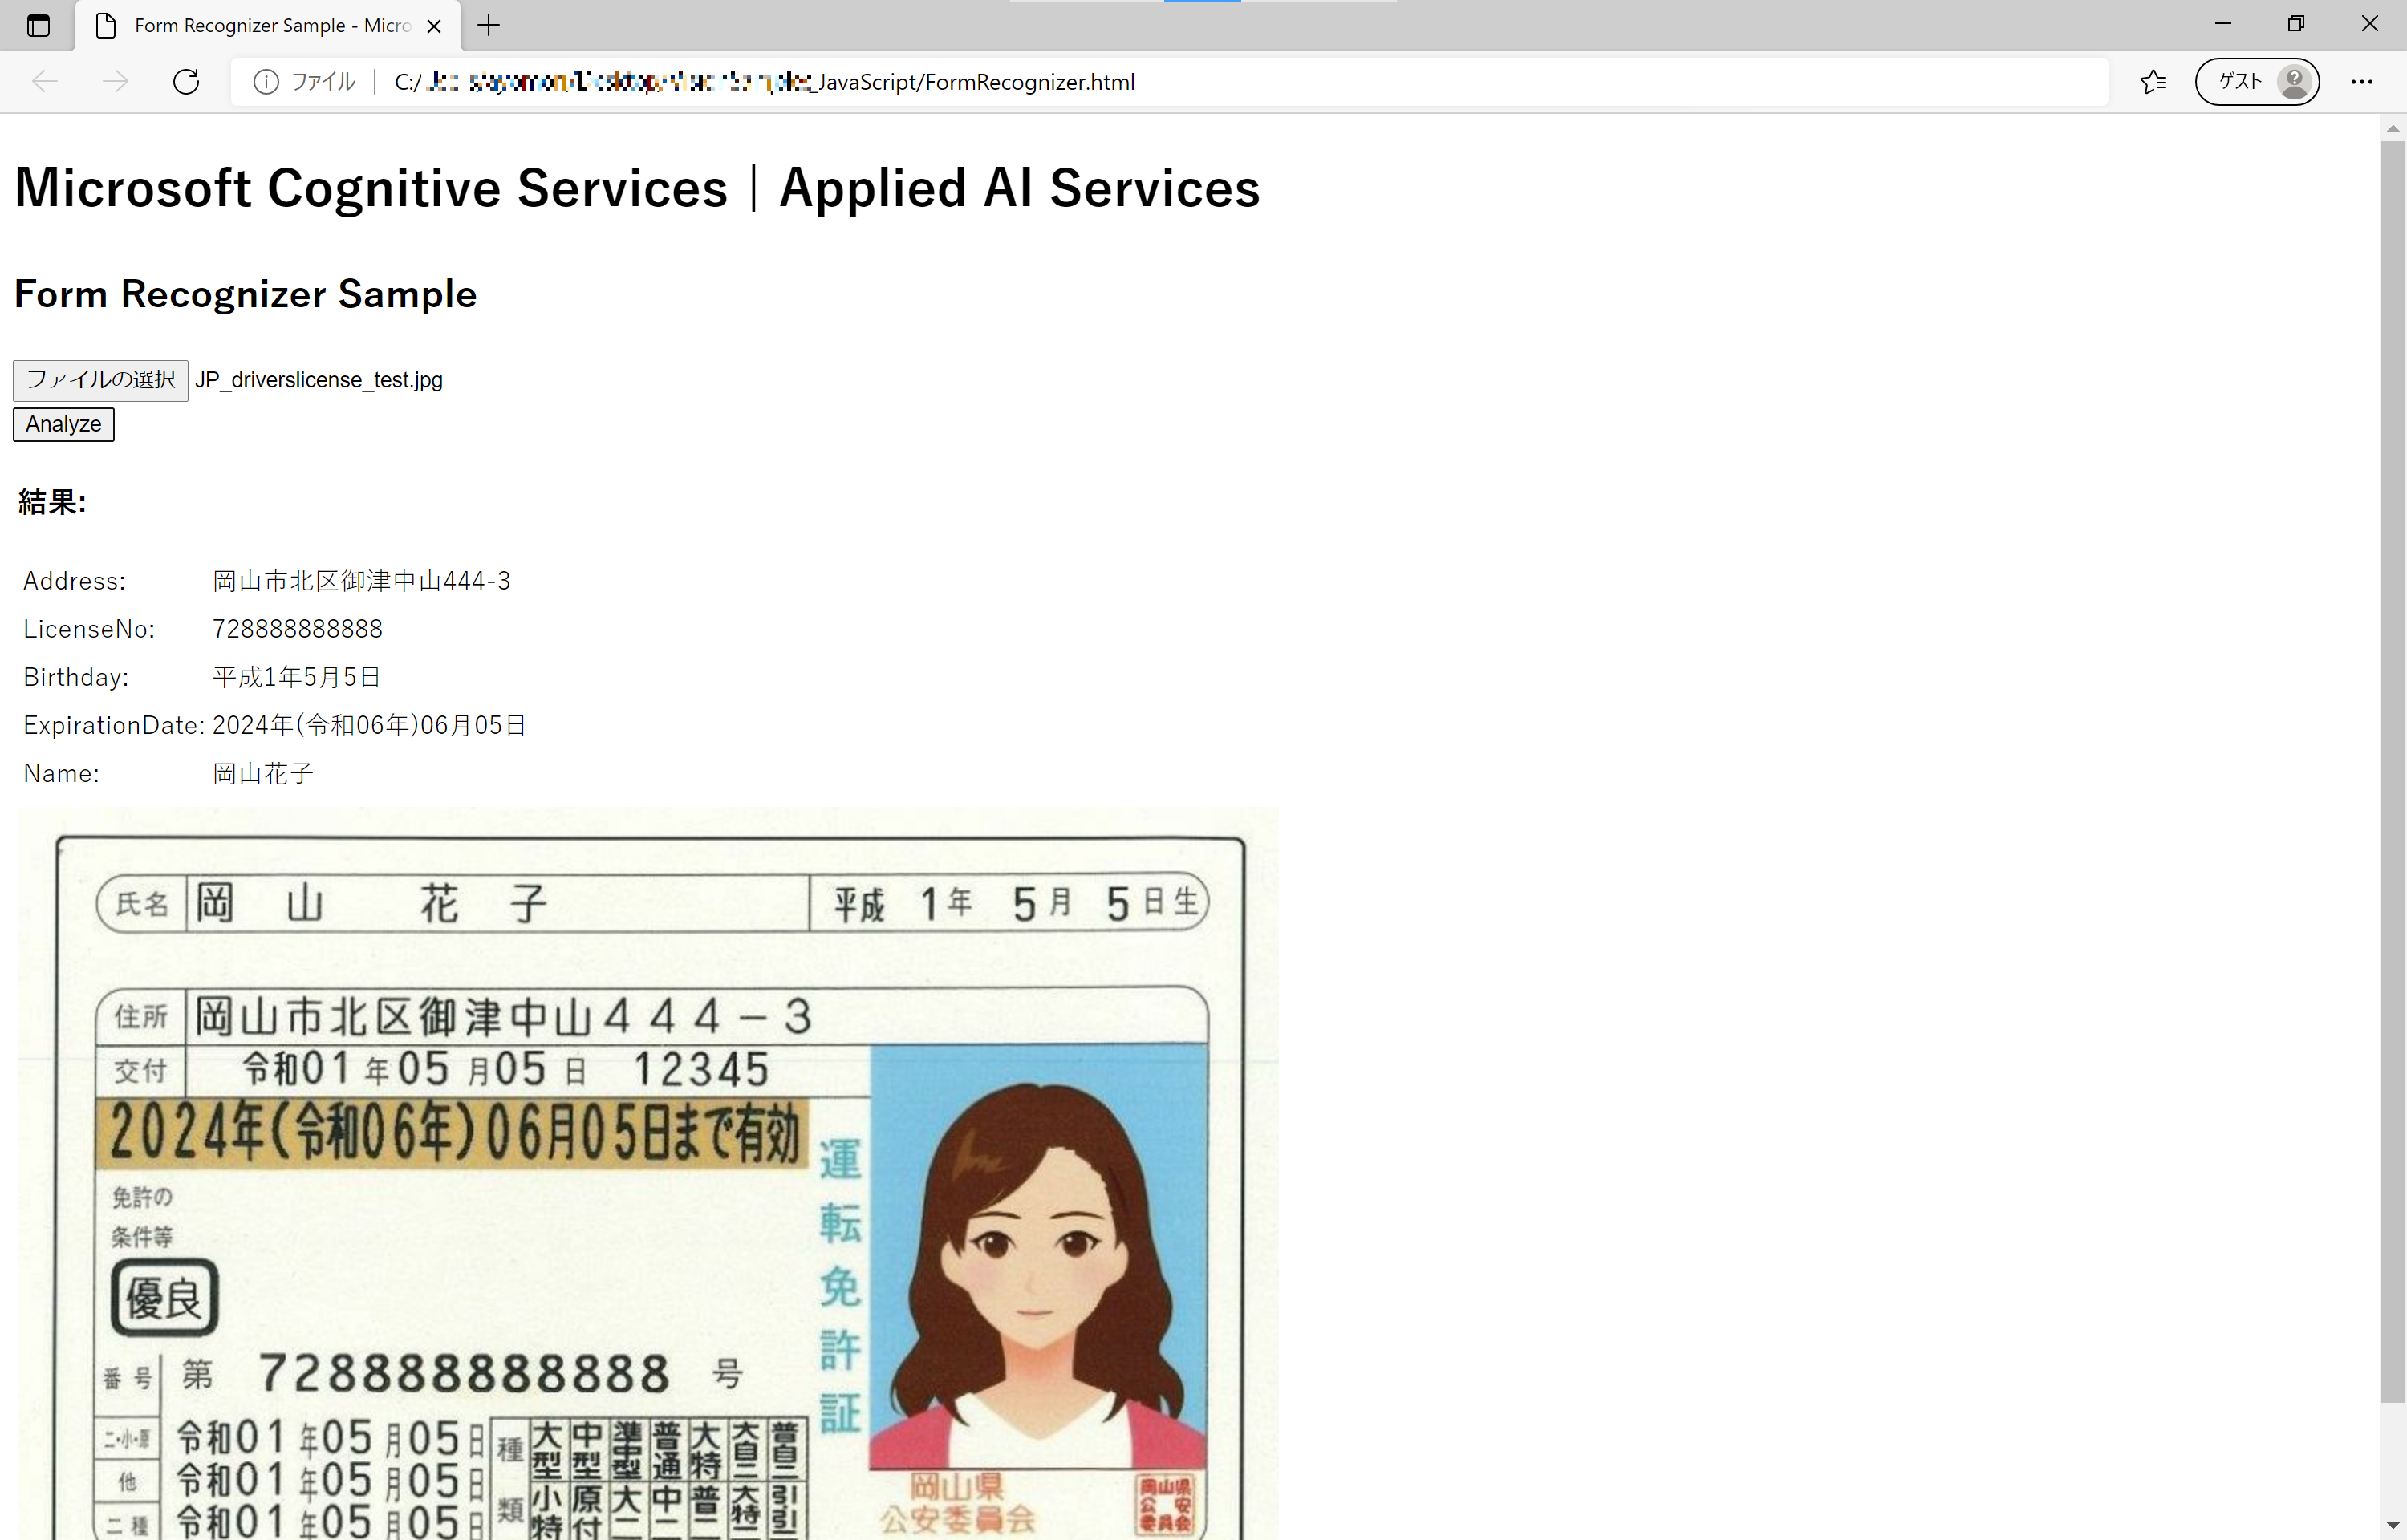 Form Recognizer Sample - Micro
ファイル
C:/
_JavaScript/FormRecognizer.html
ゲスト
Microsoft Cognitive Services | Applied AI Services
Form Recognizer Sample
ファイルの選択 JP_driverslicense_test.jpg
Analyze
結果:
Address: 岡山市北区御津中山444-3
LicenseNo: 728888888888
Birthday: 平成1年5月5日
ExpirationDate: 2024年(令和06年)06月05日
Name: 岡山花子
氏名 岡 山 花 子 平成 1年 5月 5日生
住所 岡山市北区御津中山444-3
交付 令和01年05月05日 12345
2024年(令和06年)06月05日まで有効
免許の
条件等
優良
運転免許証
番号 第 728888888888 号
二・小・原 令和01年05月05日
他 令和01年05月05日
二種 令和01年05月05日
種類
大型 中型 準中型 普通 大特 大自二 普自二
小特 原付 大二 中二 普二 大特二 引引二
岡山県
公安委員会
岡山県
公安
委員会